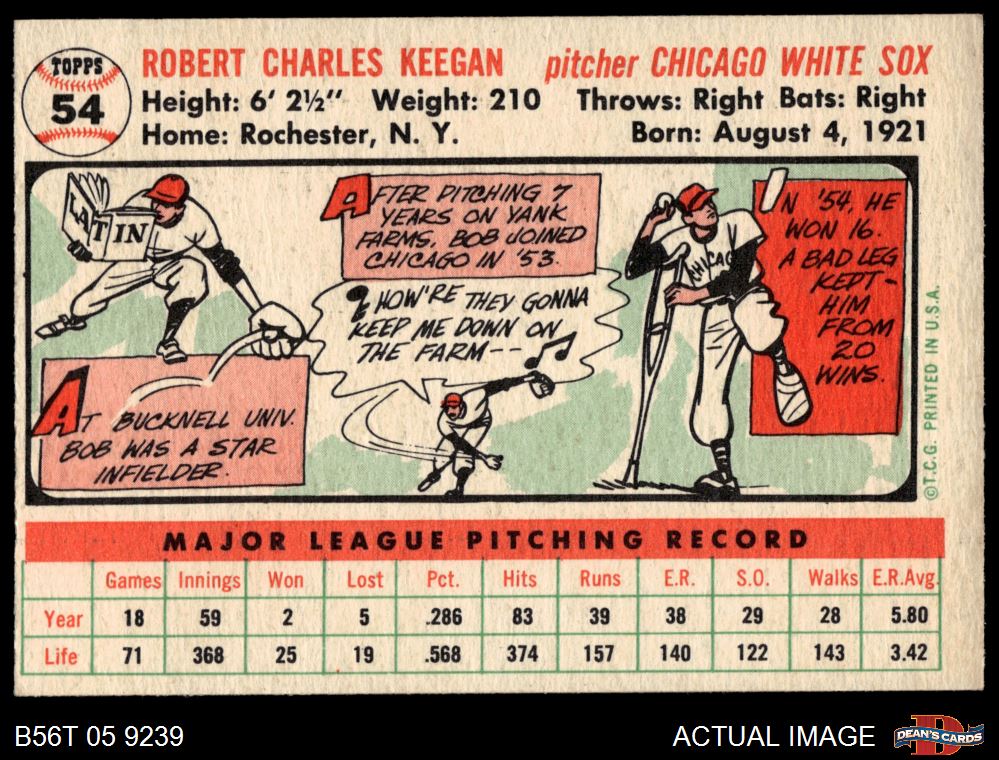 TOPPS
54
ROBERT CHARLES KEEGAN pitcher CHICAGO WHITE SOX
Height: 6' 2½" Weight: 210 Throws: Right Bats: Right
Home: Rochester, N. Y. Born: August 4, 1921
LATIN
AT BUCKNELL UNIV.
BOB WAS A STAR
INFIELDER.
AFTER PITCHING 7
YEARS ON YANK
FARMS, BOB JOINED
CHICAGO IN '53.
HOW'RE THEY GONNA
KEEP ME DOWN ON
THE FARM--
CHICAGO
IN '54, HE
WON 16.
A BAD LEG
KEPT-
HIM
FROM
20
WINS.
©T.C.G. PRINTED IN U.S.A.
MAJOR LEAGUE PITCHING RECORD
Games Innings Won Lost Pct. Hits Runs E.R. S.O. Walks E.R.Avg.
Year 18 59 2 5 .286 83 39 38 29 28 5.80
Life 71 368 25 19 .568 374 157 140 122 143 3.42
B56T 05 9239
ACTUAL IMAGE
DEAN'S CARDS